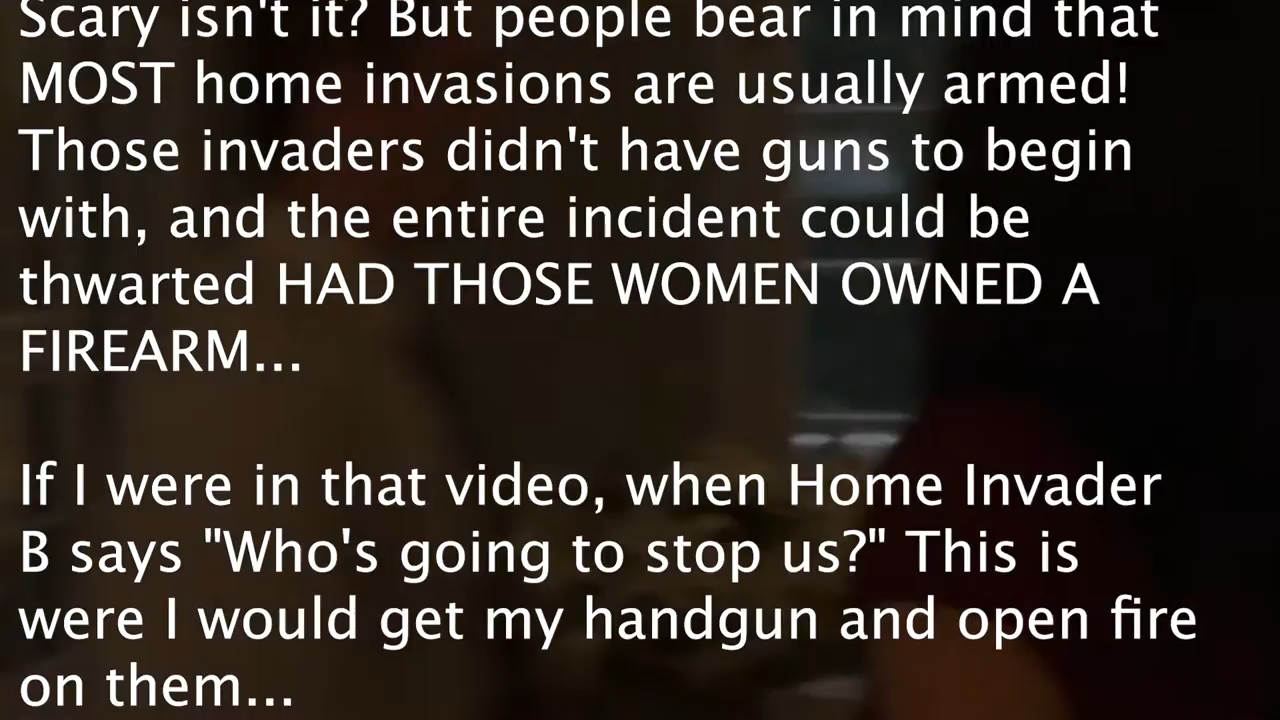 Scary isn't it? But people bear in mind that
MOST home invasions are usually armed!
Those invaders didn't have guns to begin
with, and the entire incident could be
thwarted HAD THOSE WOMEN OWNED A
FIREARM...
If I were in that video, when Home Invader
B says "Who's going to stop us?" This is
were I would get my handgun and open fire
on them...